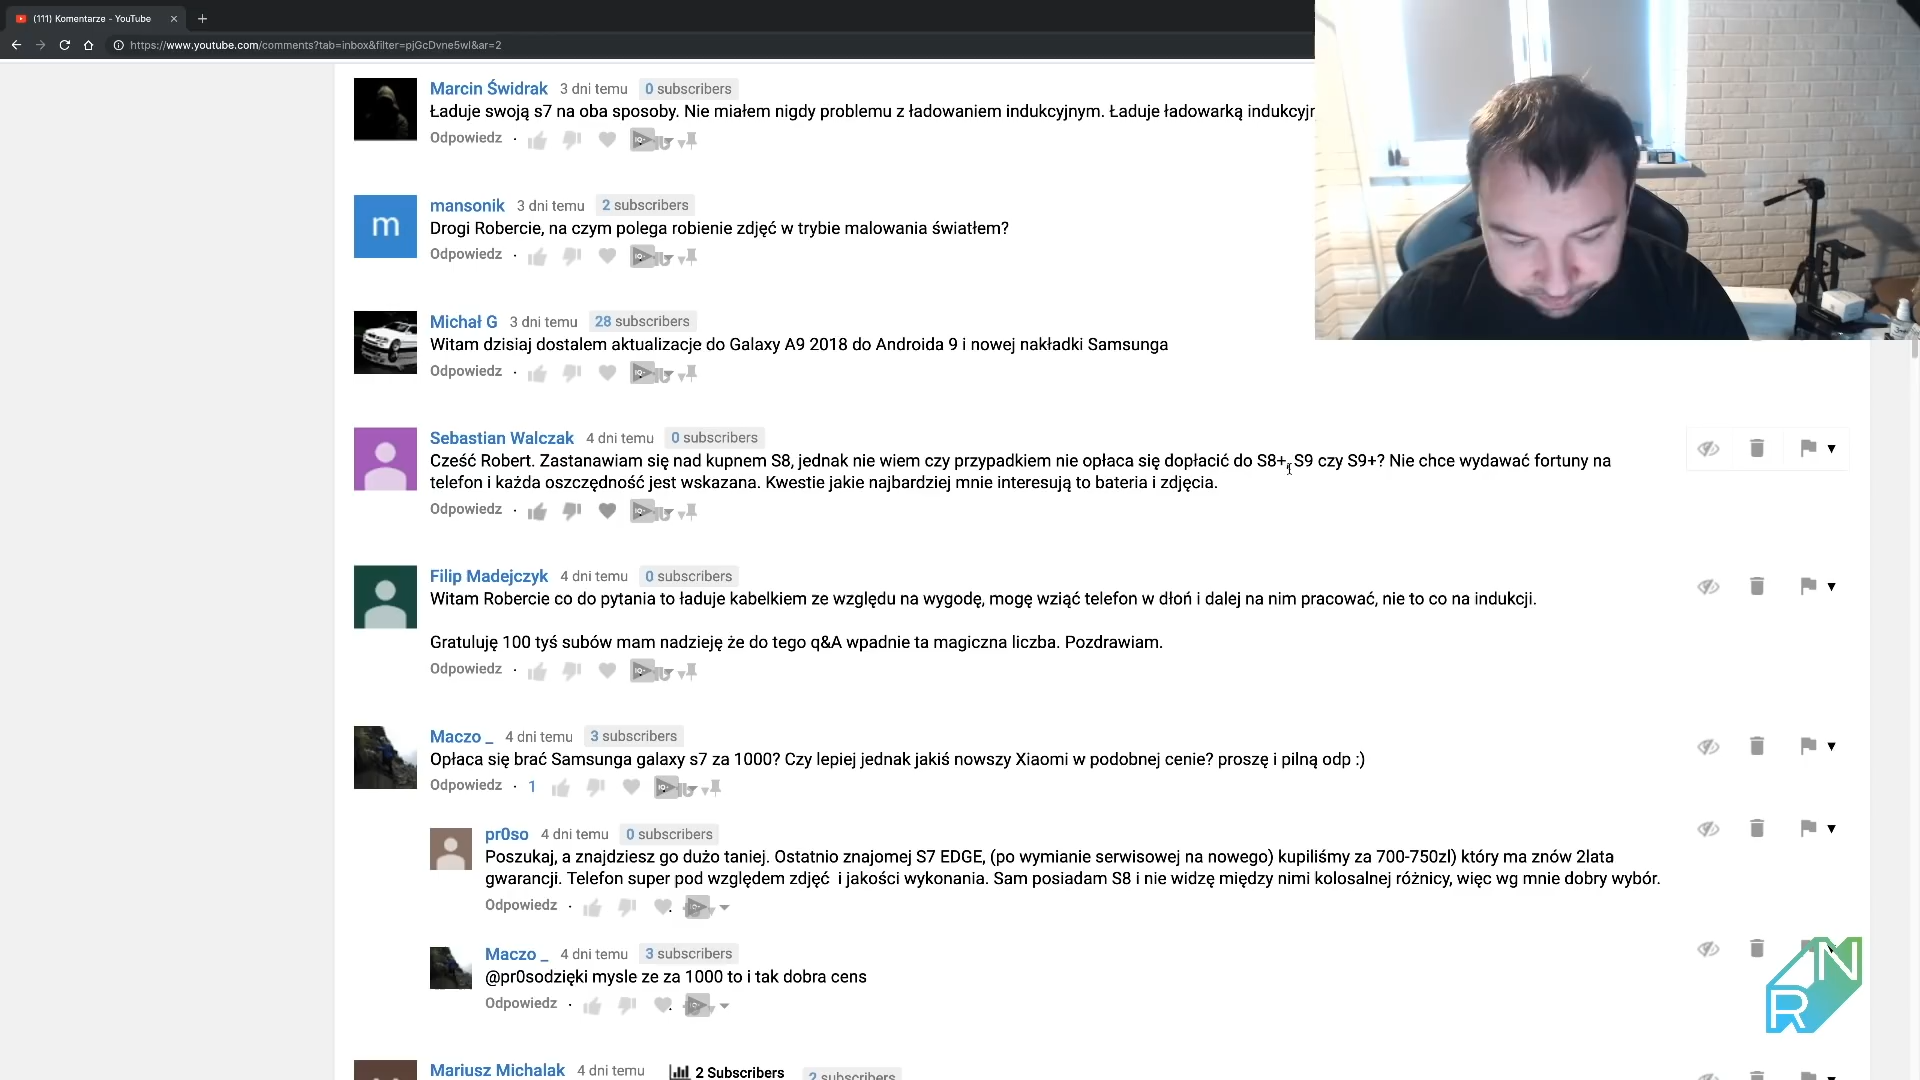 (111) Komentarze - YouTube
https://www.youtube.com/comments?tab=inbox&filter=pjGcDvne5wI&ar=2
Marcin Świdrak 3 dni temu 0 subscribers
Ładuje swoją s7 na oba sposoby. Nie miałem nigdy problemu z ładowaniem indukcyjnym. Ładuje ładowarką
Odpowiedz
m
mansonik 3 dni temu 2 subscribers
Drogi Robercie, na czym polega robienie zdjęć w trybie malowania światłem?
Odpowiedz
Michał G 3 dni temu 28 subscribers
Witam dzisiaj dostalem aktualizacje do Galaxy A9 2018 do Androida 9 i nowej nakładki Samsunga
Odpowiedz
Sebastian Walczak 4 dni temu 0 subscribers
Cześć Robert. Zastanawiam się nad kupnem S8, jednak nie wiem czy przypadkiem nie opłaca się dopłacić do S8+, S9 czy S9+? Nie chce wydawać fortuny na
telefon i każda oszczędność jest wskazana. Kwestie jakie najbardziej mnie interesują to bateria i zdjęcia.
Odpowiedz
Filip Madejczyk 4 dni temu 0 subscribers
Witam Robercie co do pytania to ładuje kabelkiem ze względu na wygodę, mogę wziąć telefon w dłoń i dalej na nim pracować, nie to co na indukcji.
Gratuluję 100 tyś subów mam nadzieję że do tego q&A wpadnie ta magiczna liczba. Pozdrawiam.
Odpowiedz
Maczo _ 4 dni temu 3 subscribers
Opłaca się brać Samsunga galaxy s7 za 1000? Czy lepiej jednak jakiś nowszy Xiaomi w podobnej cenie? proszę i pilną odp :)
Odpowiedz · 1
pr0so 4 dni temu 0 subscribers
Poszukaj, a znajdziesz go dużo taniej. Ostatnio znajomej S7 EDGE, (po wymianie serwisowej na nowego) kupiliśmy za 700-750zl) który ma znów 2lata
gwarancji. Telefon super pod względem zdjęć i jakości wykonania. Sam posiadam S8 i nie widzę między nimi kolosalnej różnicy, więc wg mnie dobry wybór.
Odpowiedz
Maczo _ 4 dni temu 3 subscribers
@pr0sodzięki mysle ze za 1000 to i tak dobra cens
Odpowiedz
RN
Mariusz Michalak 4 dni temu 2 Subscribers 2 subscribers